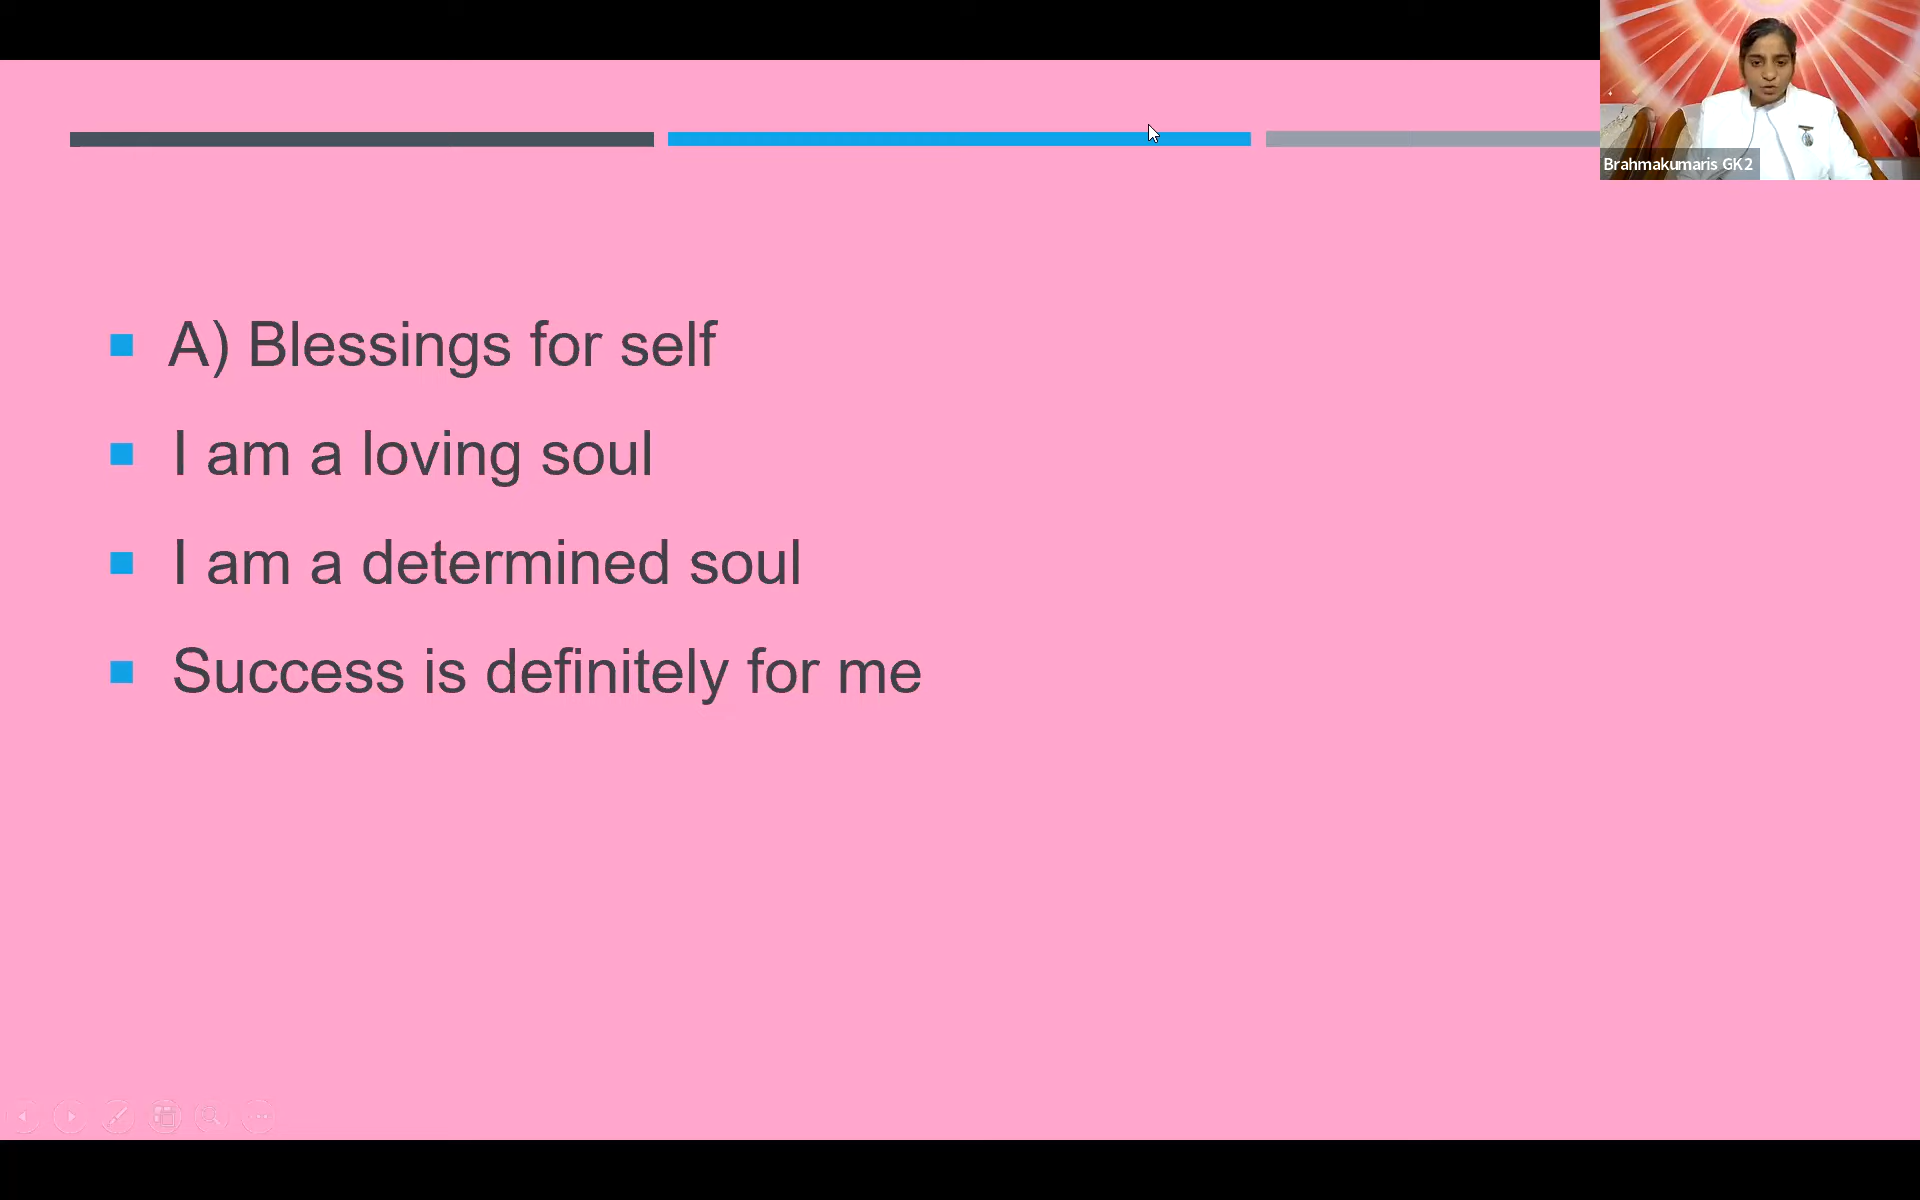 Brahmakumaris GK2
A) Blessings for self
I am a loving soul
I am a determined soul
Success is definitely for me